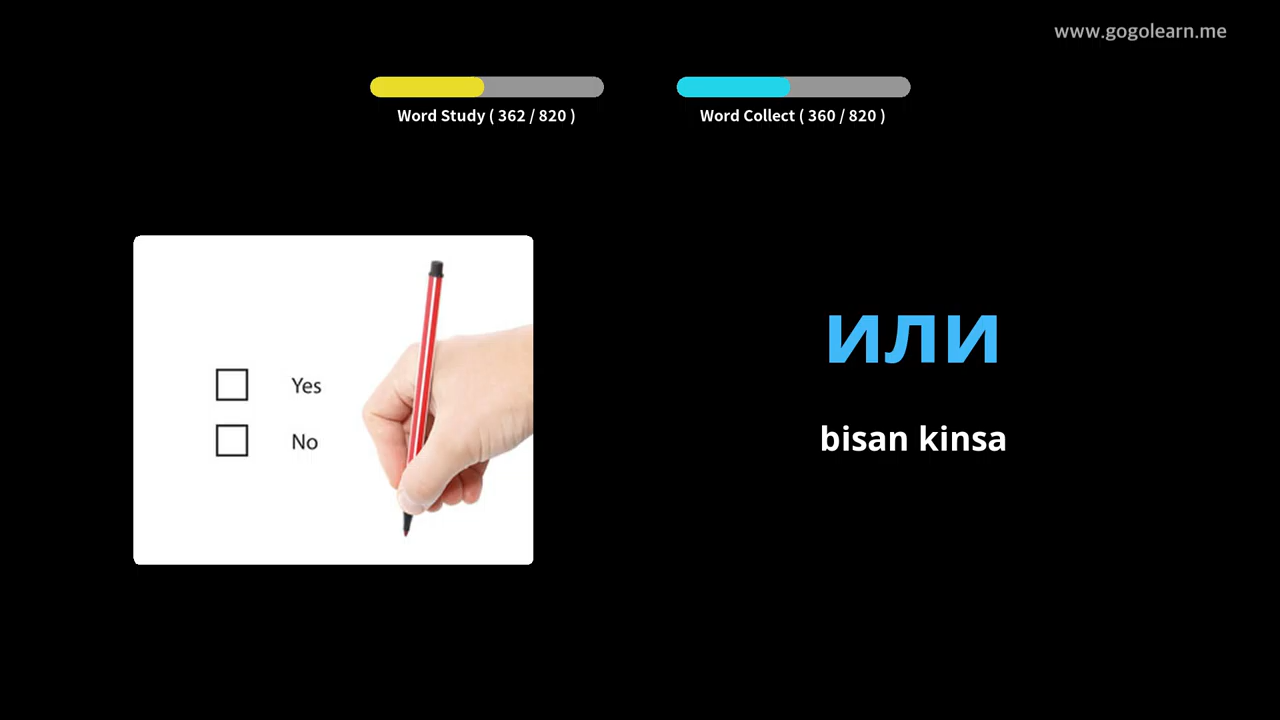 www.gogolearn.me
Word Study ( 362 / 820 )
Word Collect ( 360 / 820 )
Yes
No
или
bisan kinsa